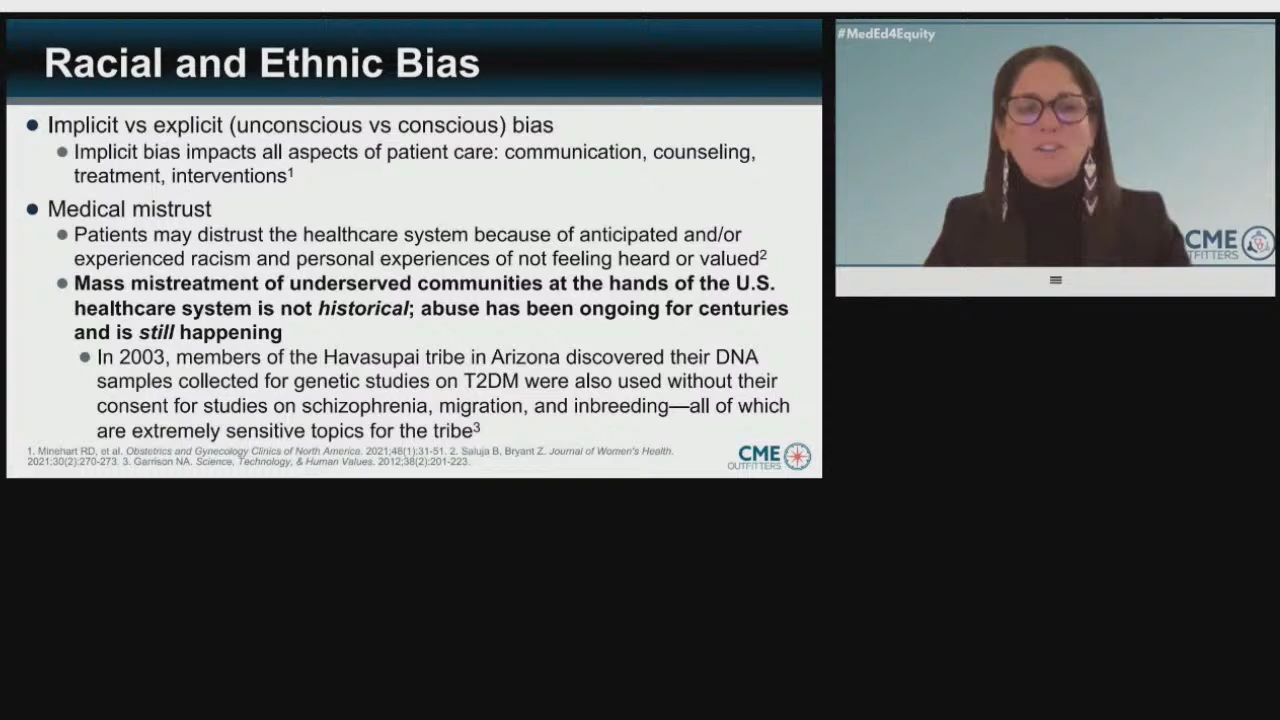 Racial and Ethnic Bias
Implicit vs explicit (unconscious vs conscious) bias
Implicit bias impacts all aspects of patient care: communication, counseling,
treatment, interventions1
Medical mistrust
Patients may distrust the healthcare system because of anticipated and/or
experienced racism and personal experiences of not feeling heard or valued2
Mass mistreatment of underserved communities at the hands of the U.S.
healthcare system is not historical; abuse has been ongoing for centuries
and is still happening
In 2003, members of the Havasupai tribe in Arizona discovered their DNA
samples collected for genetic studies on T2DM were also used without their
consent for studies on schizophrenia, migration, and inbreeding—all of which
are extremely sensitive topics for the tribe3
1. Minehart RD, et al. Obstetrics and Gynecology Clinics of North America. 2021;48(1):31-51. 2. Saluja B, Bryant Z. Journal of Women's Health.
2021;30(2):270-273. 3. Garrison NA. Science, Technology, & Human Values. 2012;38(2):201-223.
CME
OUTFITTERS
#MedEd4Equity
CME
OUTFITTERS